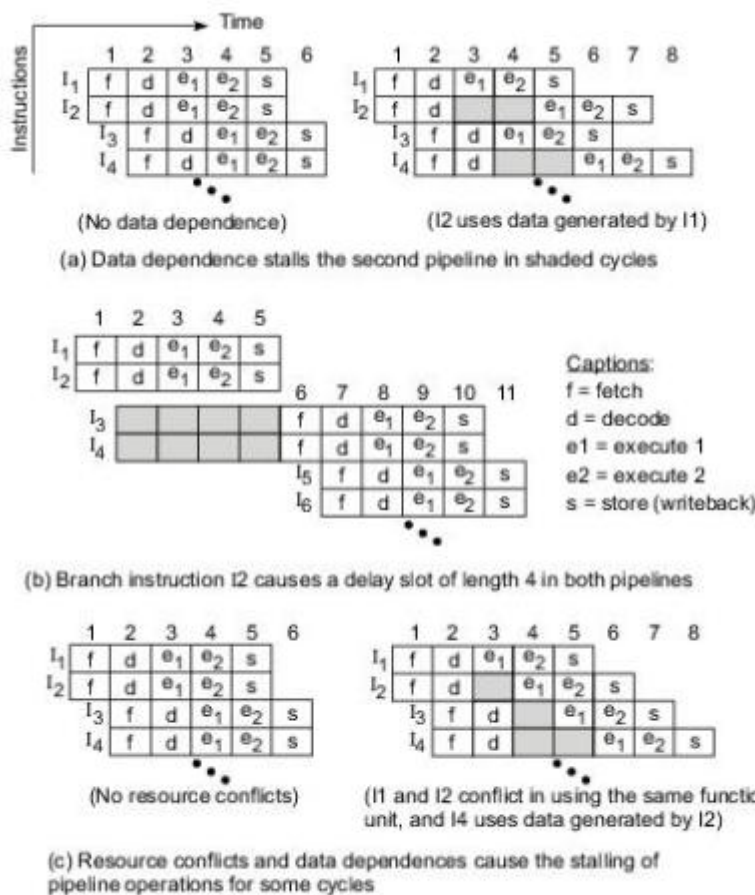 Time
Instructions
1 2 3 4 5 6
I1 f d e1 e2 s
I2 f d e1 e2 s
I3 f d e1 e2 s
I4 f d e1 e2 s
(No data dependence)
1 2 3 4 5 6 7 8
I1 f d e1 e2 s
I2 f d e1 e2 s
I3 f d e1 e2 s
I4 f d e1 e2 s
(I2 uses data generated by I1)
(a) Data dependence stalls the second pipeline in shaded cycles
1 2 3 4 5
I1 f d e1 e2 s
I2 f d e1 e2 s
6 7 8 9 10 11
I3 f d e1 e2 s
I4 f d e1 e2 s
I5 f d e1 e2 s
I6 f d e1 e2 s
Captions:
f = fetch
d = decode
e1 = execute 1
e2 = execute 2
s = store (writeback)
(b) Branch instruction I2 causes a delay slot of length 4 in both pipelines
1 2 3 4 5 6
I1 f d e1 e2 s
I2 f d e1 e2 s
I3 f d e1 e2 s
I4 f d e1 e2 s
(No resource conflicts)
1 2 3 4 5 6 7 8
I1 f d e1 e2 s
I2 f d e1 e2 s
I3 f d e1 e2 s
I4 f d e1 e2 s
(I1 and I2 conflict in using the same functio
unit, and I4 uses data generated by I2)
(c) Resource conflicts and data dependences cause the stalling of
pipeline operations for some cycles